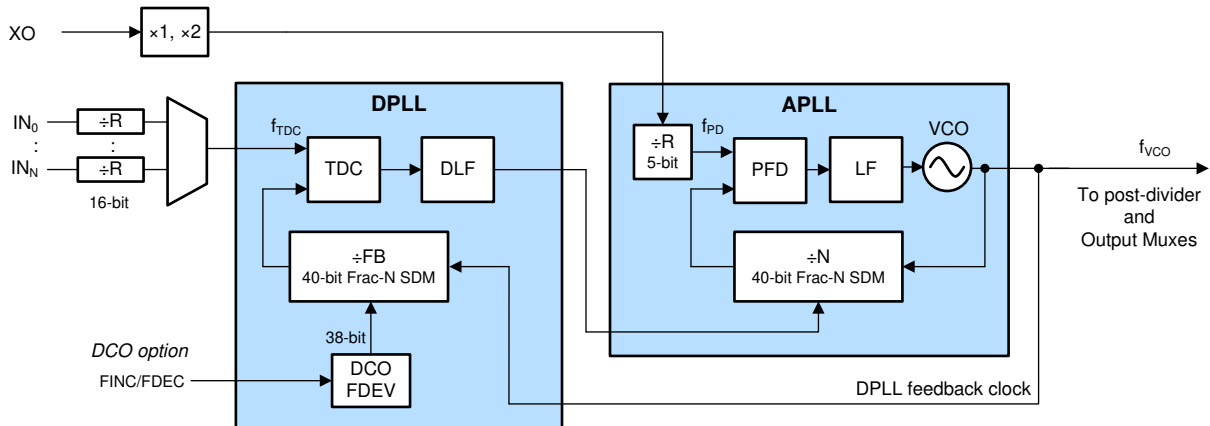 XO
×1, ×2
DPLL
APLL
IN0
:
INN
÷R
:
÷R
16-bit
fTDC
TDC
DLF
÷R
5-bit
fPD
PFD
LF
VCO
fVCO
To post-divider
and
Output Muxes
÷FB
40-bit Frac-N SDM
÷N
40-bit Frac-N SDM
38-bit
DCO option
FINC/FDEC
DCO
FDEV
DPLL feedback clock